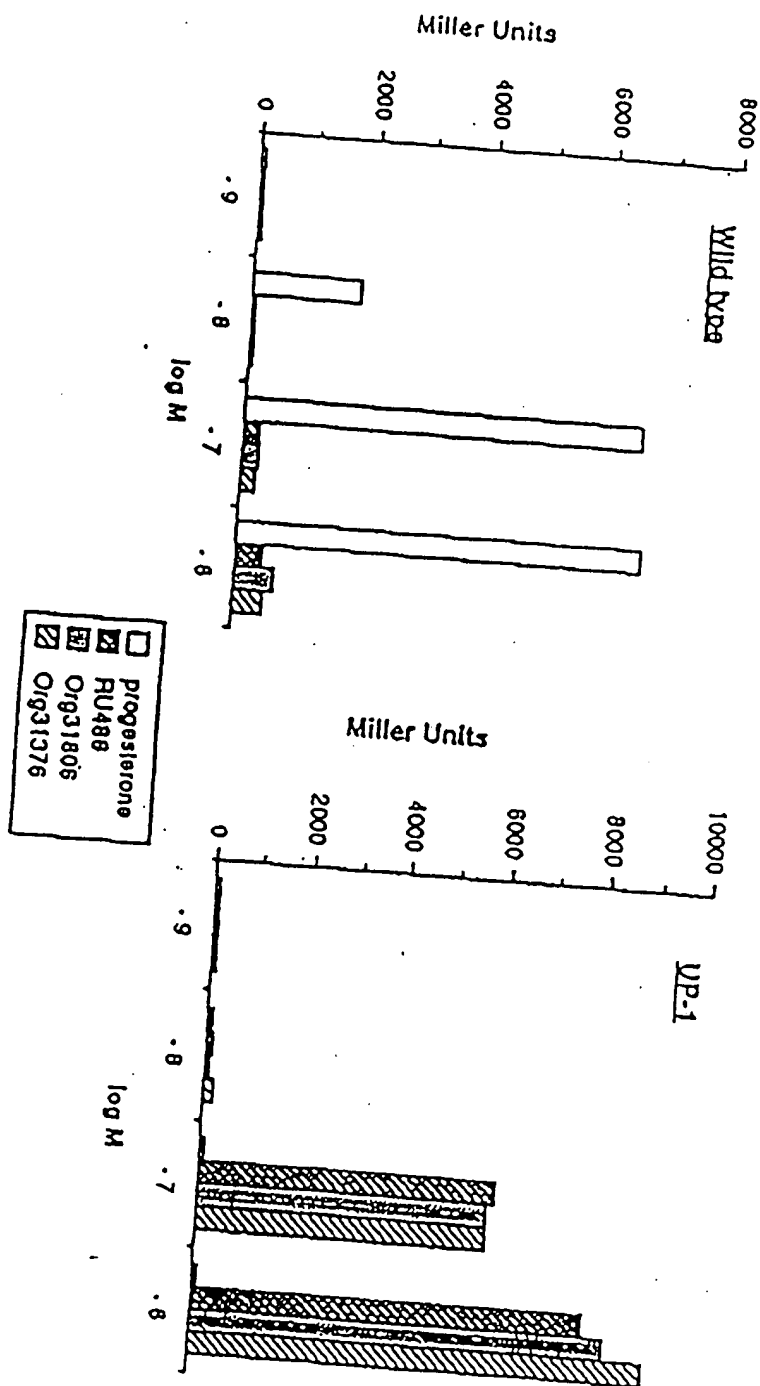 Wild type
Miller Units
8000
6000
4000
2000
0
-9
-8
-7
-6
log M
UP-1
Miller Units
10000
8000
6000
4000
2000
0
-9
-8
-7
-6
log M
progesterone
RU486
Org31806
Org31376